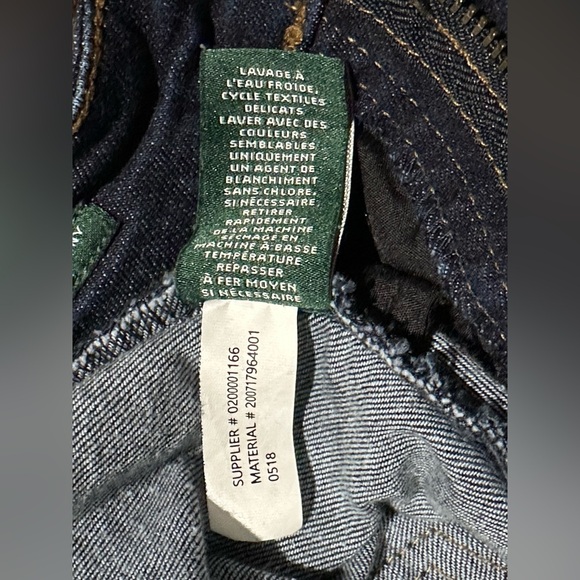 LAVAGE À
L'EAU FROIDE,
CYCLE TEXTILES
DELICATS
LAVER AVEC DES
COULEURS
SEMBLABLES
UNIQUEMENT
UN AGENT DE
BLANCHIMENT
SANS CHLORE,
SI NÉCESSAIRE
RETIRER
RAPIDEMENT
DE LA MACHINE
SÉCHAGE EN
MACHINE À BASSE
TEMPÉRATURE
REPASSER
À FER MOYEN
SI NÉCESSAIRE
SUPPLIER # 0200001166
MATERIAL # 200717964001
0518